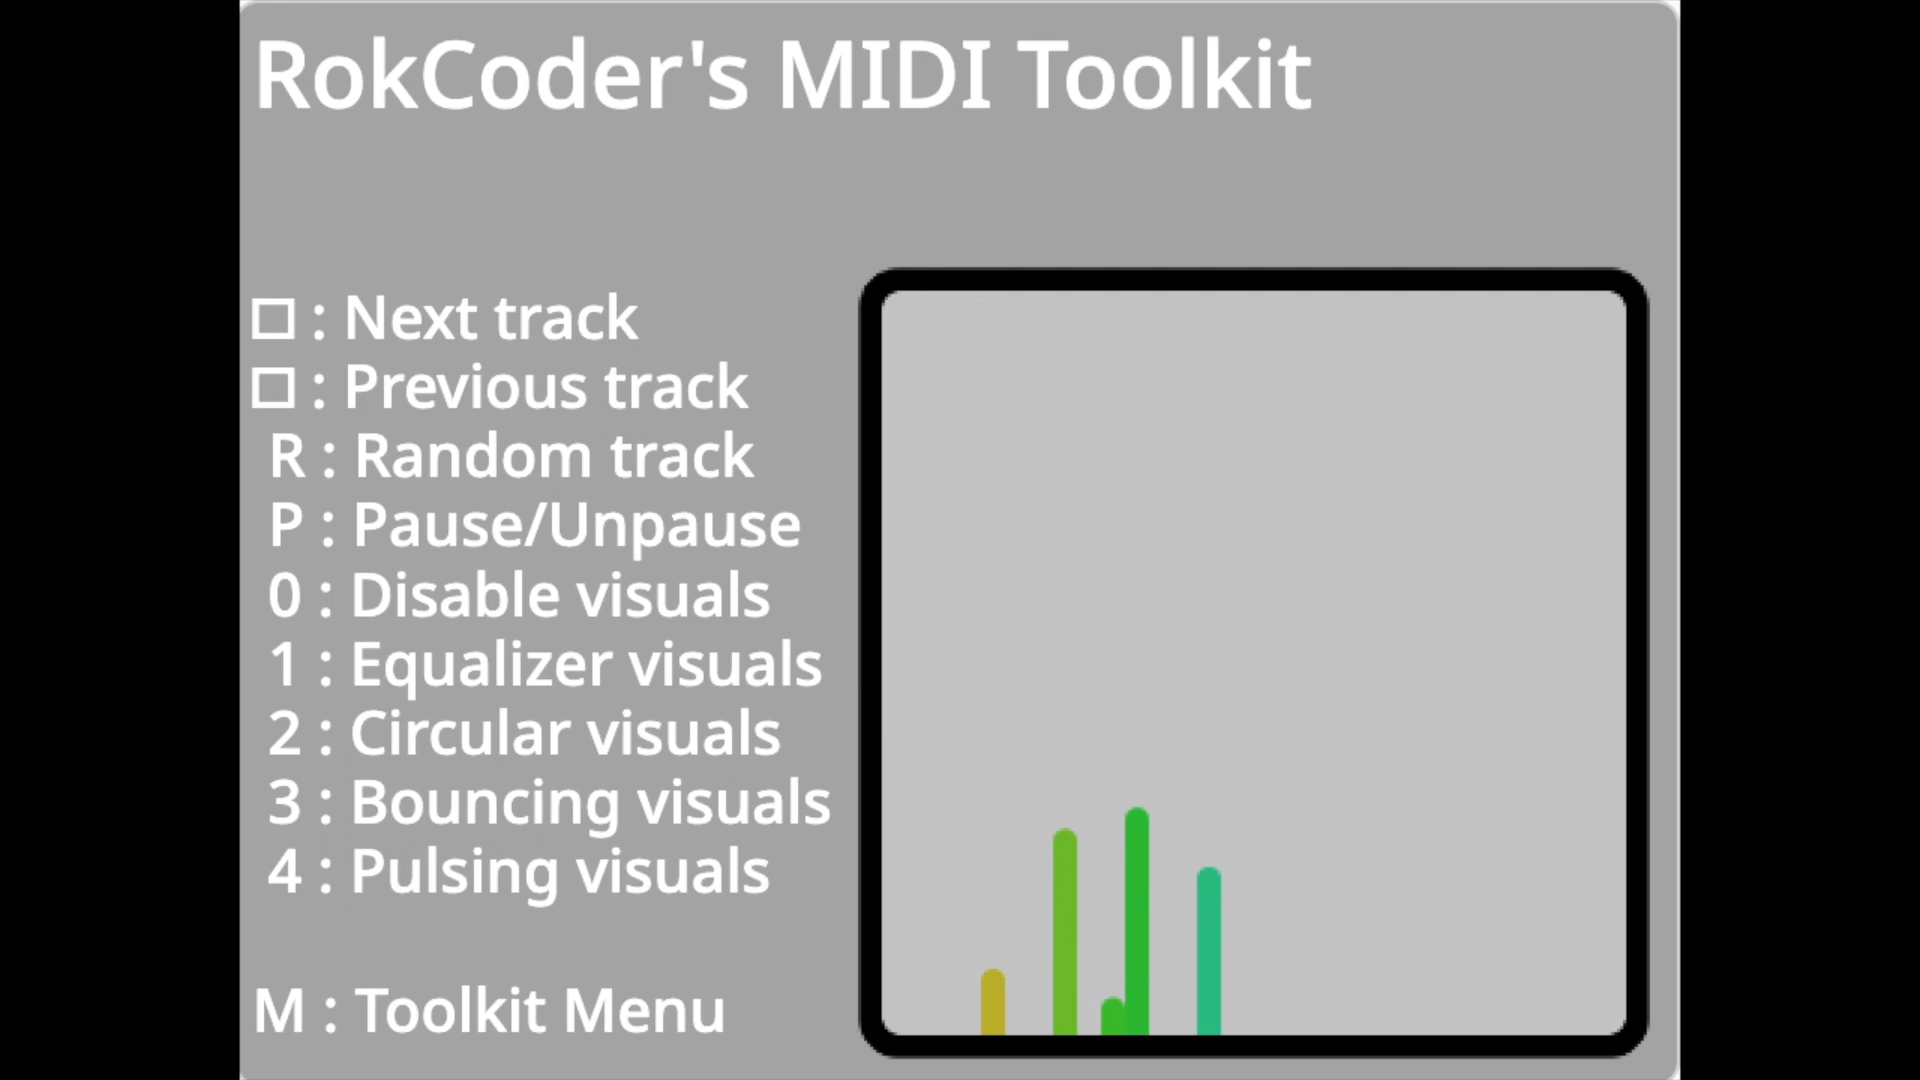 RokCoder's MIDI Toolkit
□ : Next track
□ : Previous track
R : Random track
P : Pause/Unpause
0 : Disable visuals
1 : Equalizer visuals
2 : Circular visuals
3 : Bouncing visuals
4 : Pulsing visuals
M : Toolkit Menu